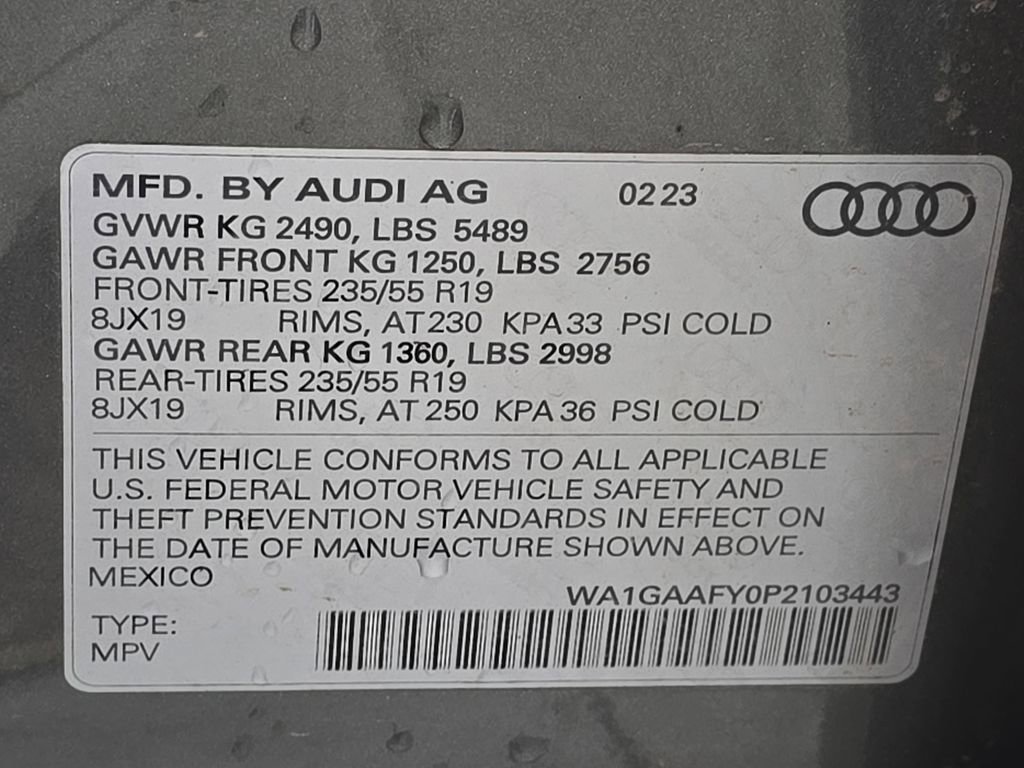 MFD. BY AUDI AG 02 23
GVWR KG 2490, LBS 5489
GAWR FRONT KG 1250, LBS 2756
FRONT-TIRES 235/55 R19
8JX19 RIMS, AT 230 KPA 33 PSI COLD
GAWR REAR KG 1360, LBS 2998
REAR-TIRES 235/55 R19
8JX19 RIMS, AT 250 KPA 36 PSI COLD
THIS VEHICLE CONFORMS TO ALL APPLICABLE
U.S. FEDERAL MOTOR VEHICLE SAFETY AND
THEFT PREVENTION STANDARDS IN EFFECT ON
THE DATE OF MANUFACTURE SHOWN ABOVE.
MEXICO
WA1GAAFY0P2103443
TYPE:
MPV